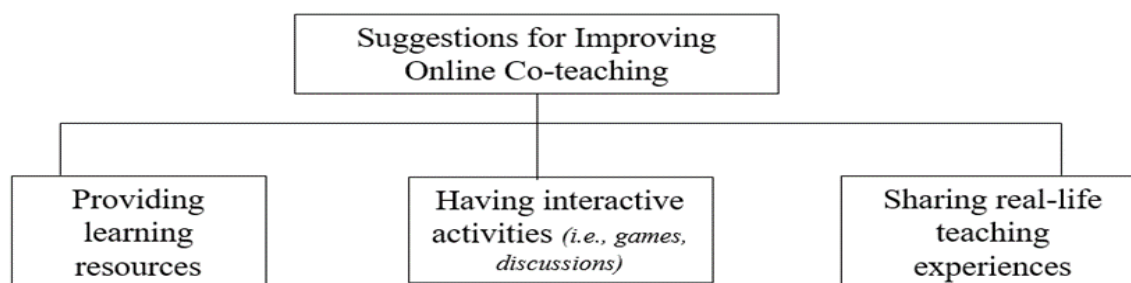 Suggestions for Improving
Online Co-teaching
Providing
learning
resources
Having interactive
activities (i.e., games,
discussions)
Sharing real-life
teaching
experiences